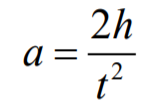 a = 2h/t²